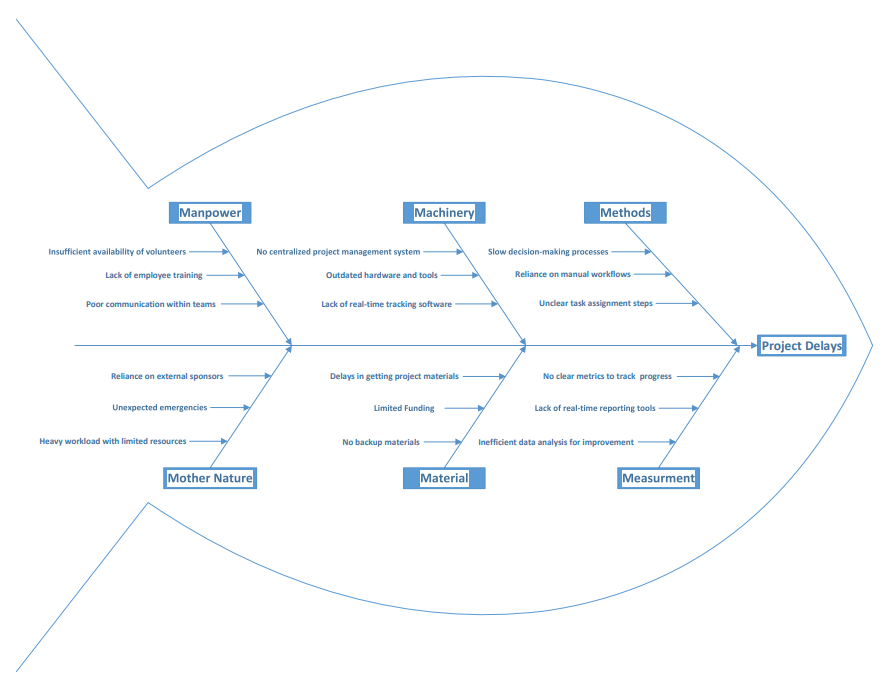 Manpower
Machinery
Methods
Insufficient availability of volunteers
No centralized project management system
Slow decision-making processes
Lack of employee training
Outdated hardware and tools
Reliance on manual workflows
Poor communication within teams
Lack of real-time tracking software
Unclear task assignment steps
Project Delays
Reliance on external sponsors
Delays in getting project materials
No clear metrics to track progress
Unexpected emergencies
Limited Funding
Lack of real-time reporting tools
Heavy workload with limited resources
No backup materials
Inefficient data analysis for improvement
Mother Nature
Material
Measurment